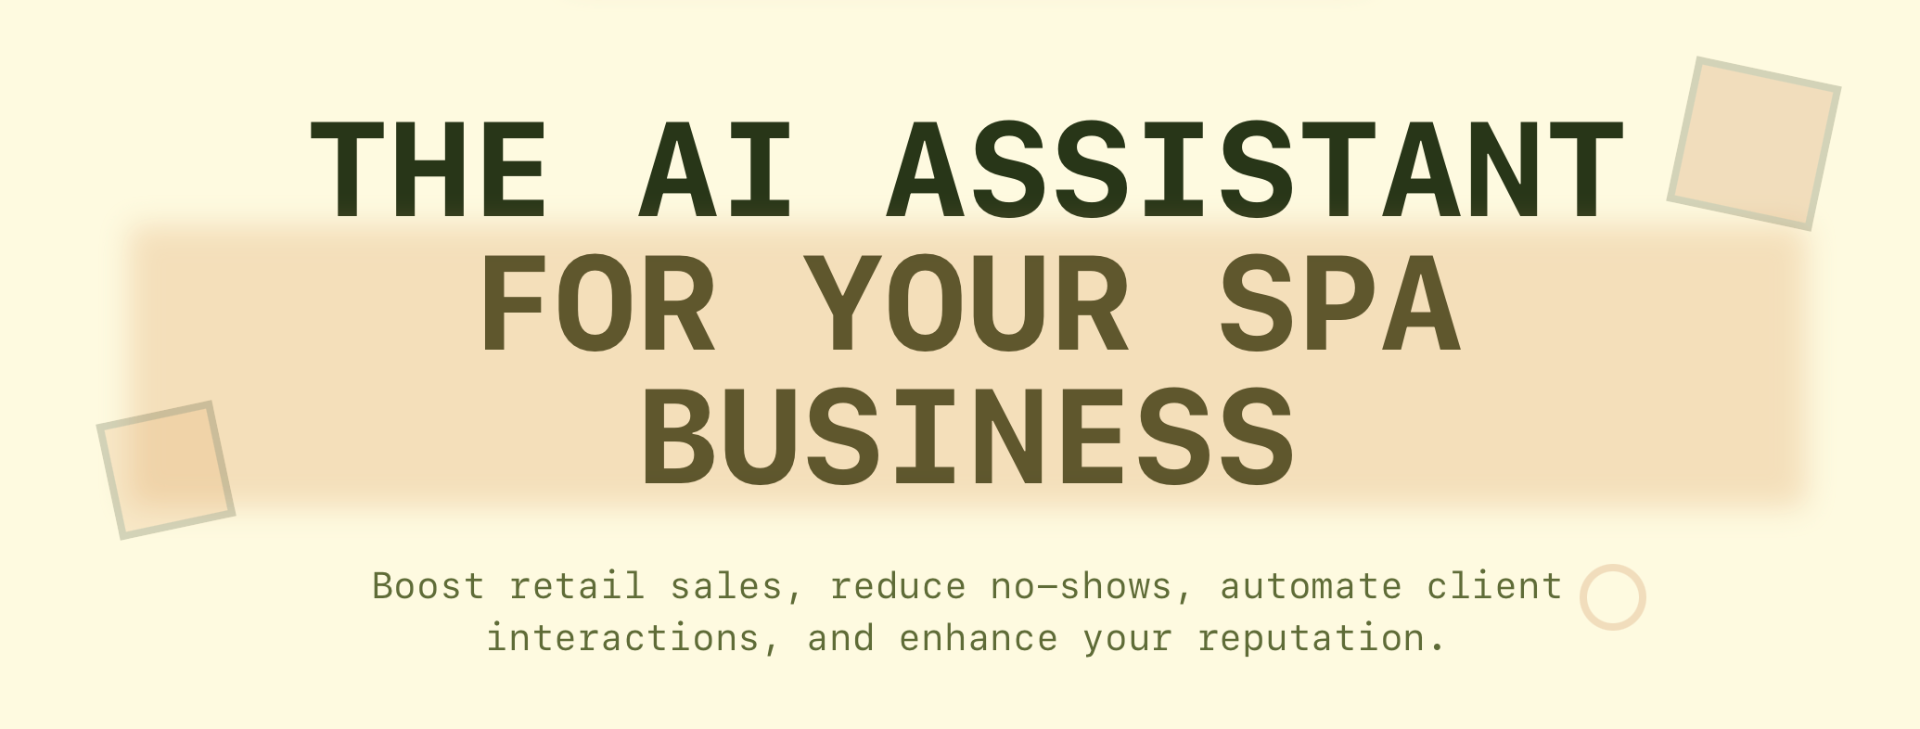 THE AI ASSISTANT
FOR YOUR SPA
BUSINESS
Boost retail sales, reduce no-shows, automate client
interactions, and enhance your reputation.